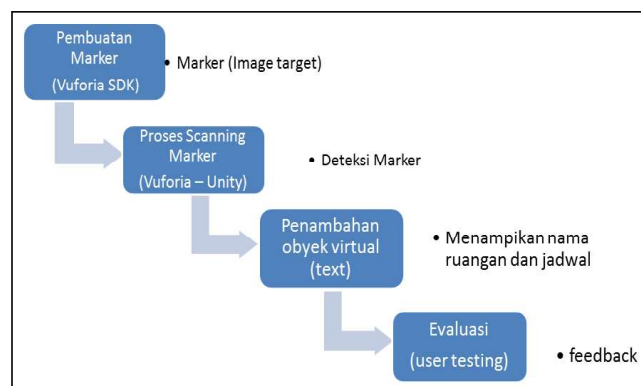 Pembuatan
Marker
(Vuforia SDK)
• Marker (Image target)
Proses Scanning
Marker
(Vuforia – Unity)
• Deteksi Marker
Penambahan
obyek virtual
(text)
• Menampikan nama
ruangan dan jadwal
Evaluasi
(user testing)
• feedback